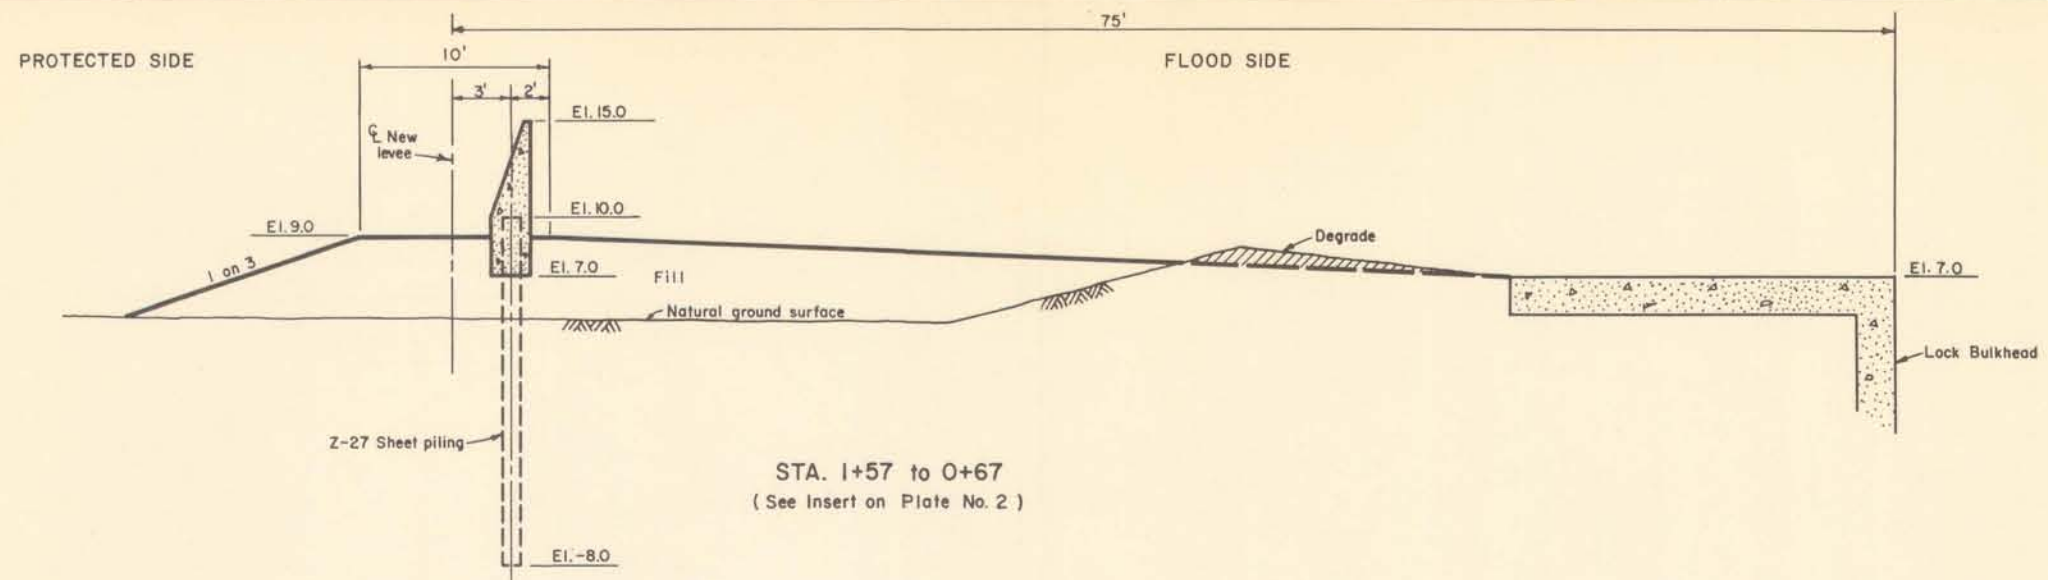 75'
PROTECTED SIDE
10'
FLOOD SIDE
3'
2'
El. 15.0
℄ New
levee
El. 10.0
El. 9.0
Degrade
1 on 3
El. 7.0
Fill
El. 7.0
Natural ground surface
Lock Bulkhead
Z-27 Sheet piling
STA. 1+57 to 0+67
( See Insert on Plate No. 2 )
El. -8.0